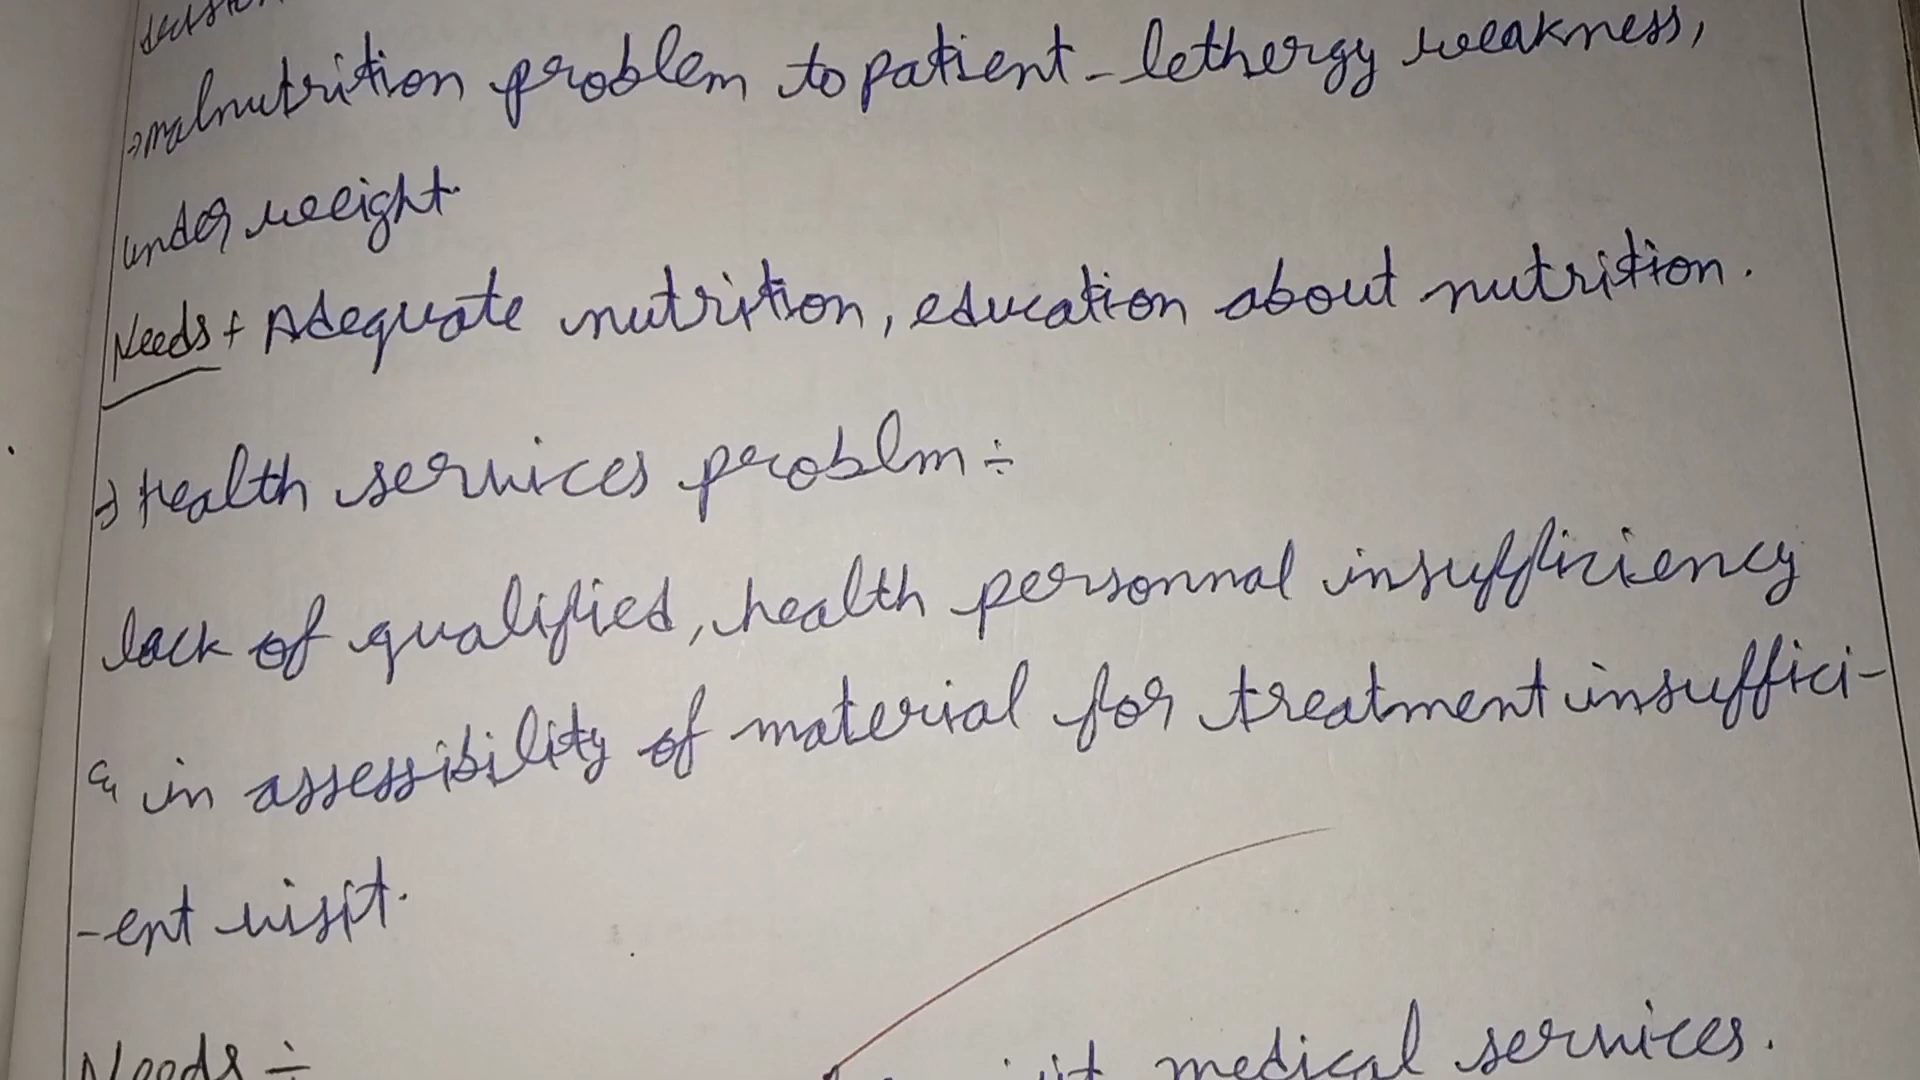 ⇒ malnutrition problem to patient - lethergy weakness,
under weight.
Needs ÷ Adequate nutrition, education about nutrition.
⇒ Health services problm ÷
lack of qualified, health personnal insufficiency
& in assessibility of material for treatment insuffici-
-ent visit.
Needs ÷
medical services.